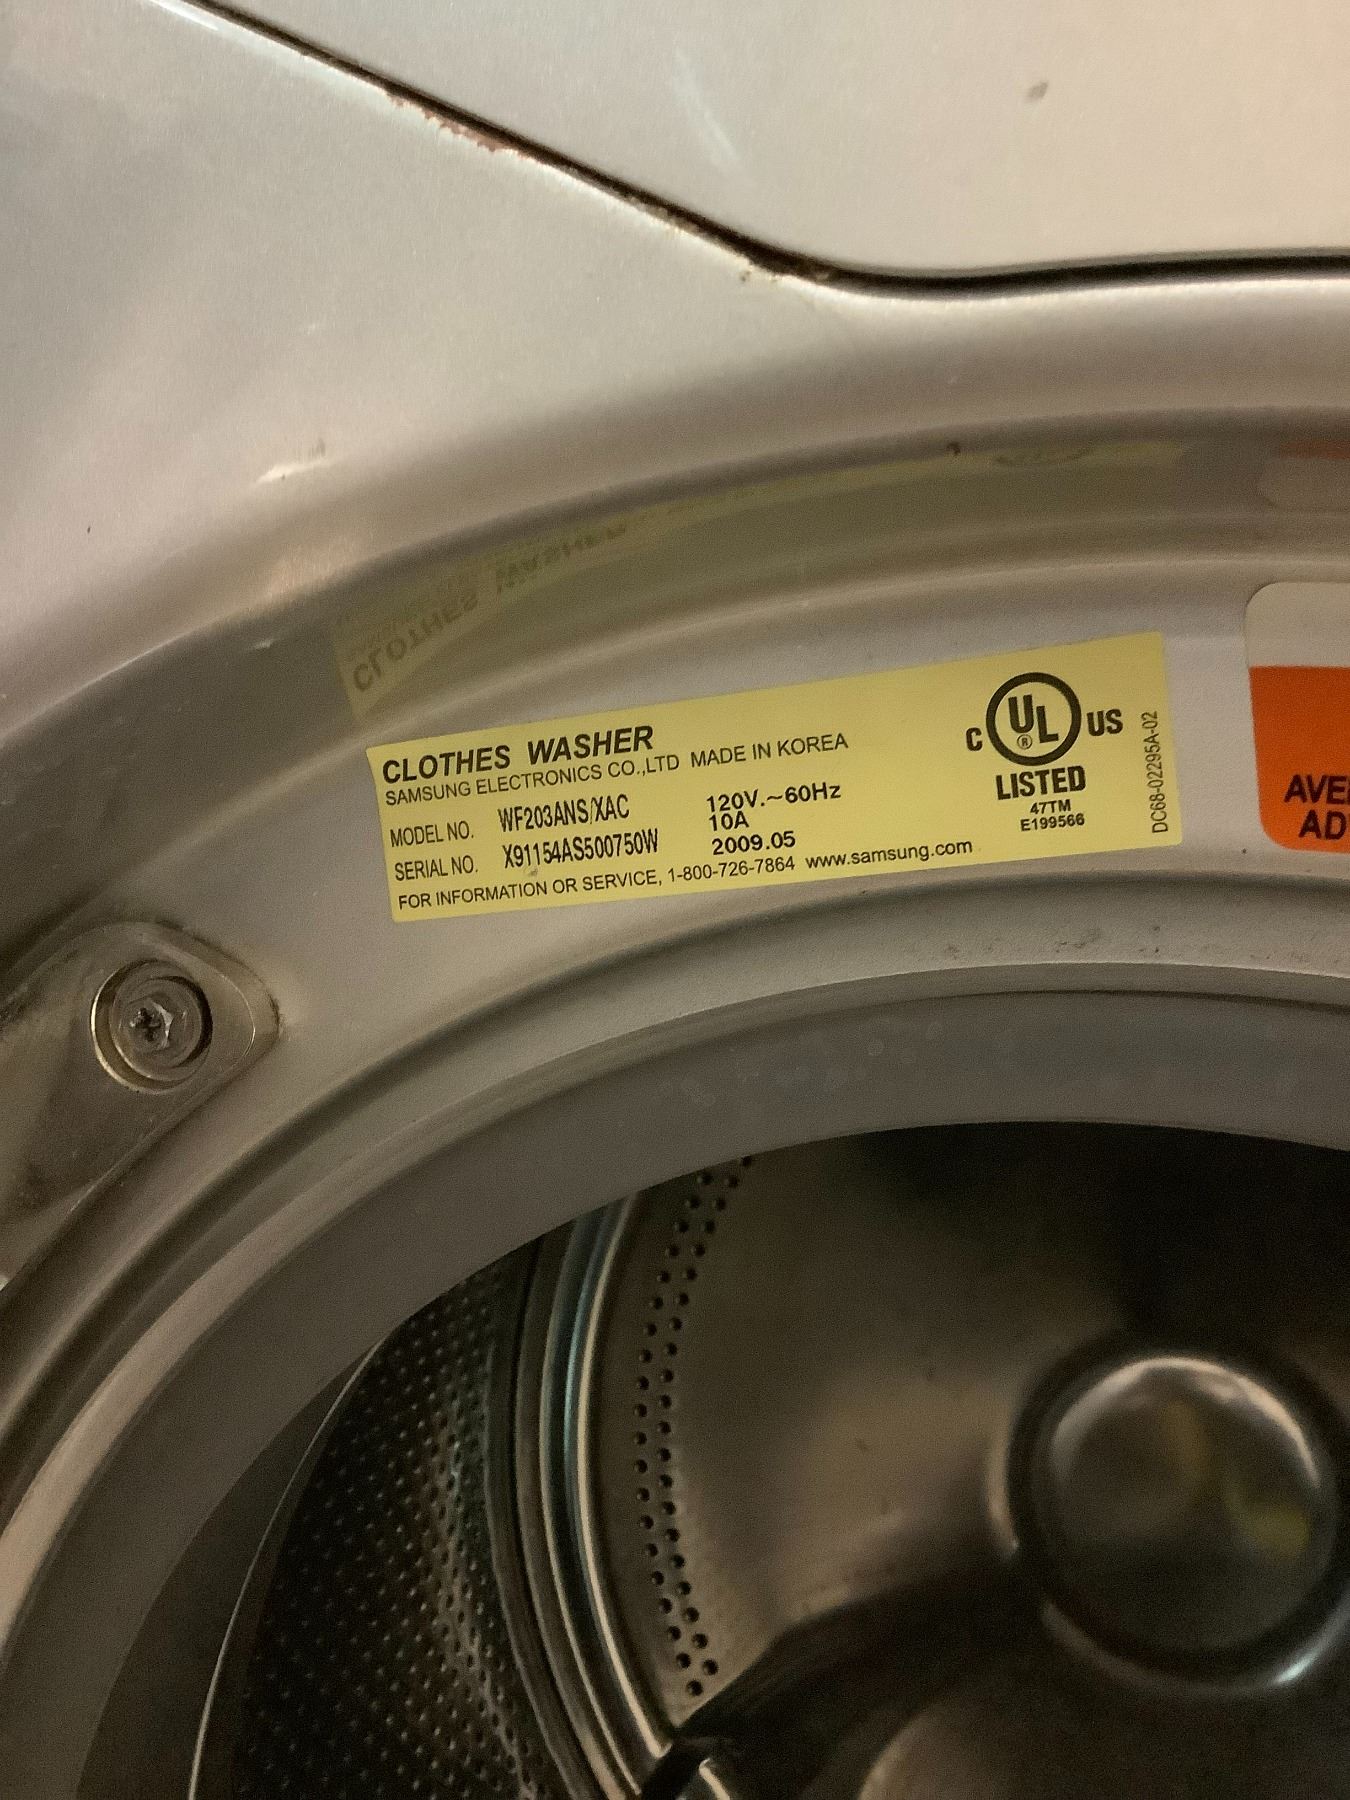 CLOTHES WASHER
SAMSUNG ELECTRONICS CO.,LTD MADE IN KOREA
MODEL NO. WF203ANS/XAC 120V.~60Hz
10A
SERIAL NO. X91154AS500750W 2009.05
FOR INFORMATION OR SERVICE, 1-800-726-7864 www.samsung.com
C UL® US
LISTED
47TM
E199566
DC68-02295A-02
AD
CLOTHES WASHER